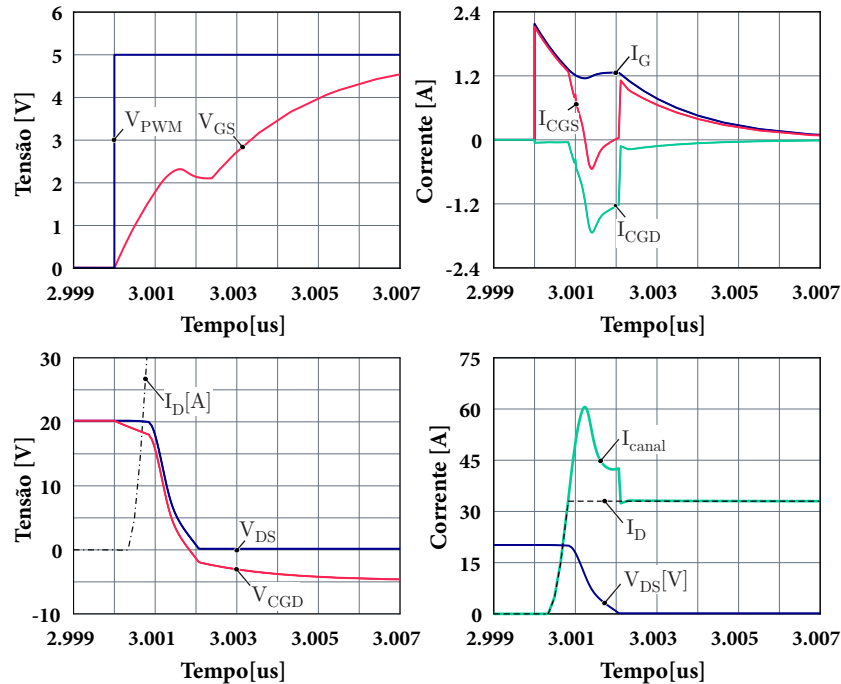 5
4
3
2
1
0
Tensão [V]
V_PWM
V_GS
2.999 3.001 3.003 3.005 3.007
Tempo[us]
2.4
1.2
0
-1.2
-2.4
Corrente [A]
I_G
I_CGS
I_CGD
2.999 3.001 3.003 3.005 3.007
Tempo[us]
30
20
10
0
-10
Tensão [V]
I_D[A]
V_DS
V_CGD
2.999 3.001 3.003 3.005 3.007
Tempo[us]
75
60
45
30
15
0
Corrente [A]
I_canal
I_D
V_DS[V]
2.999 3.001 3.003 3.005 3.007
Tempo[us]